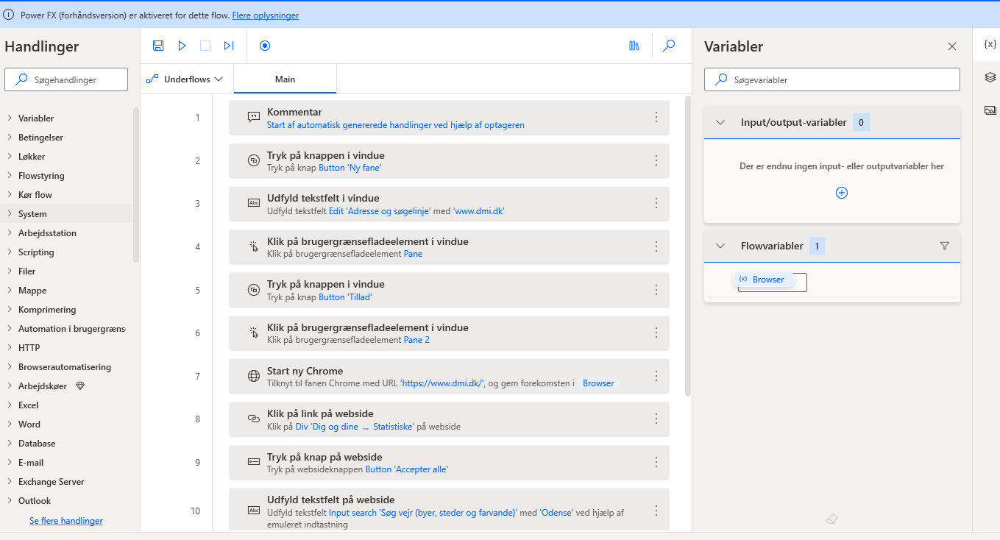 Power FX (forhåndsversion) er aktiveret for dette flow. Flere oplysninger
Handlinger
Søgehandlinger
Variabler
Betingelser
Løkker
Flowstyring
Kør flow
System
Arbejdsstation
Scripting
Filer
Mappe
Komprimering
Automation i brugergræns
HTTP
Browserautomatisering
Arbejdskøer
Excel
Word
Database
E-mail
Exchange Server
Outlook
Se flere handlinger
Underflows
Main
1
Kommentar
Start af automatisk genererede handlinger ved hjælp af optageren
2
Tryk på knappen i vindue
Tryk på knap Button 'Ny fane'
3
Abc
Udfyld tekstfelt i vindue
Udfyld tekstfelt Edit 'Adresse og søgelinje' med 'www.dmi.dk'
4
Klik på brugergrænsefladeelement i vindue
Klik på brugergrænsefladeelement Pane
5
Tryk på knappen i vindue
Tryk på knap Button 'Tillad'
6
Klik på brugergrænsefladeelement i vindue
Klik på brugergrænsefladeelement Pane 2
7
Start ny Chrome
Tilknyt til fanen Chrome med URL 'https://www.dmi.dk/', og gem forekomsten i Browser
8
Klik på link på webside
Klik på Div 'Dig og dine ... Statistiske' på webside
9
Tryk på knap på webside
Tryk på websideknappen Button 'Accepter alle'
10
Abc
Udfyld tekstfelt på webside
Udfyld tekstfelt Input search 'Søg vejr (byer, steder og farvande)' med 'Odense' ved hjælp af
emuleret indtastning
Variabler
Søgevariabler
Input/output-variabler 0
Der er endnu ingen input- eller outputvariabler her
Flowvariabler 1
(x) Browser
{x}